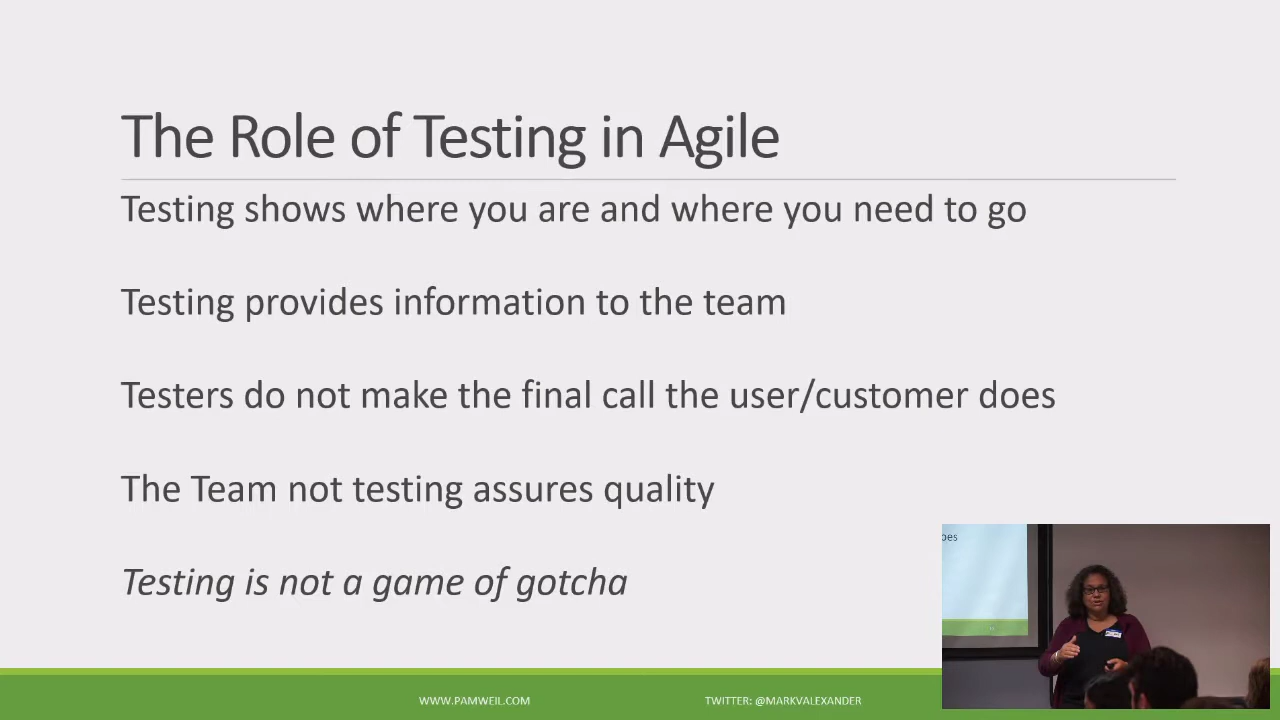 The Role of Testing in Agile
Testing shows where you are and where you need to go
Testing provides information to the team
Testers do not make the final call the user/customer does
The Team not testing assures quality
Testing is not a game of gotcha
oes
WWW.PAMWEIL.COM
TWITTER: @MARKVALEXANDER